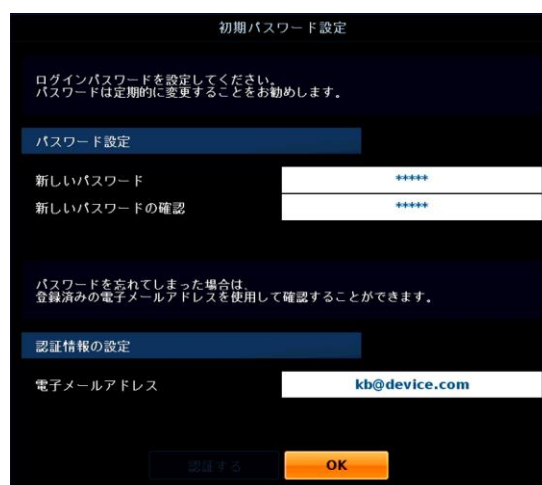 初期パスワード設定
ログインパスワードを設定してください。
パスワードは定期的に変更することをお勧めします。
パスワード設定
新しいパスワード *****
新しいパスワードの確認 *****
パスワードを忘れてしまった場合は、
登録済みの電子メールアドレスを使用して確認することができます。
認証情報の設定
電子メールアドレス kb@device.com
認証する OK